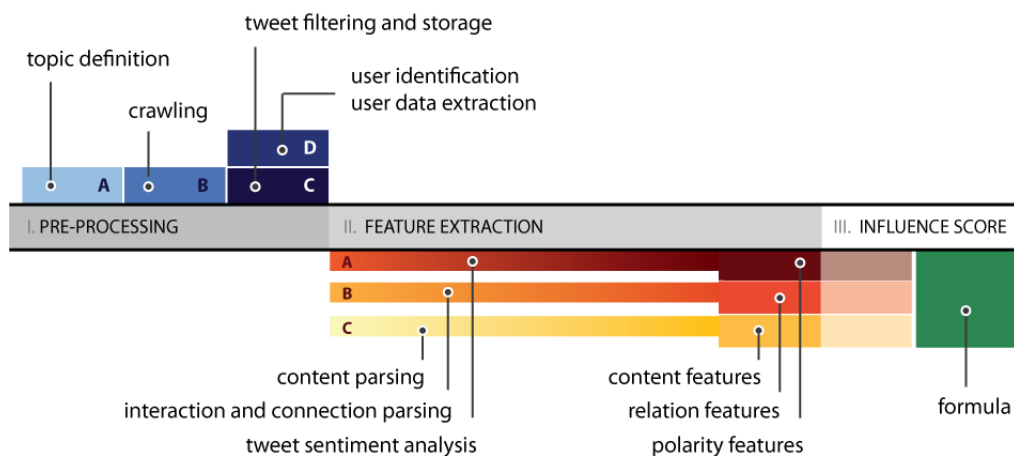 tweet filtering and storage
topic definition
user identification
user data extraction
crawling
D
A
B
C
I. PRE-PROCESSING
II. FEATURE EXTRACTION
III. INFLUENCE SCORE
A
B
C
content parsing
content features
interaction and connection parsing
relation features
formula
tweet sentiment analysis
polarity features